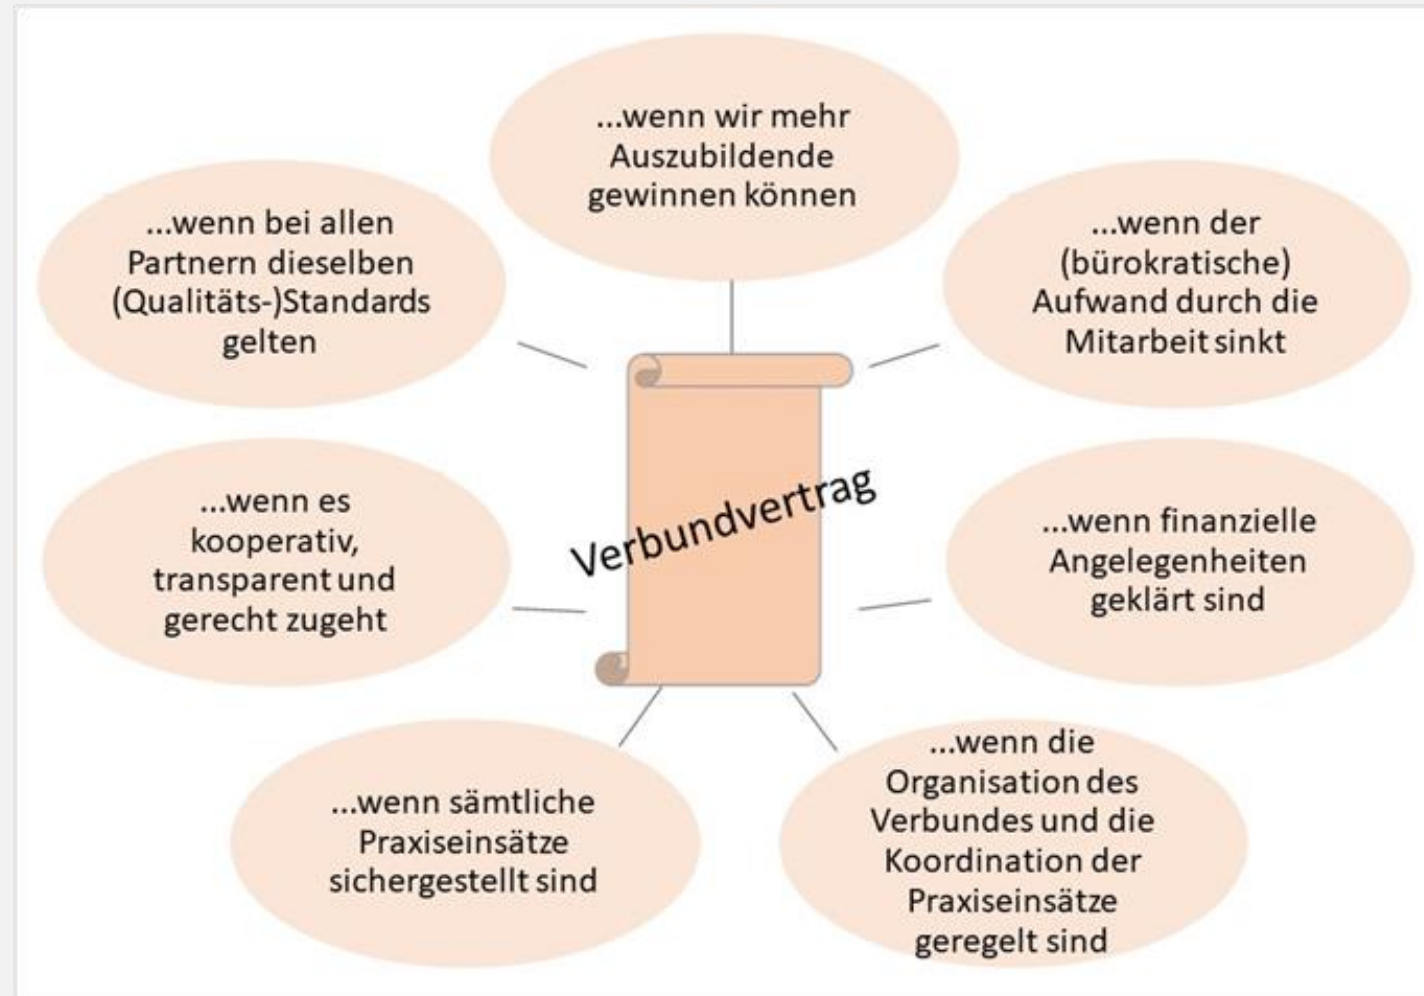 ...wenn wir mehr
Auszubildende
gewinnen können
...wenn bei allen
Partnern dieselben
(Qualitäts-)Standards
gelten
...wenn der
(bürokratische)
Aufwand durch die
Mitarbeit sinkt
Verbundvertrag
...wenn es
kooperativ,
transparent und
gerecht zugeht
...wenn finanzielle
Angelegenheiten
geklärt sind
...wenn sämtliche
Praxiseinsätze
sichergestellt sind
...wenn die
Organisation des
Verbundes und die
Koordination der
Praxiseinsätze
geregelt sind